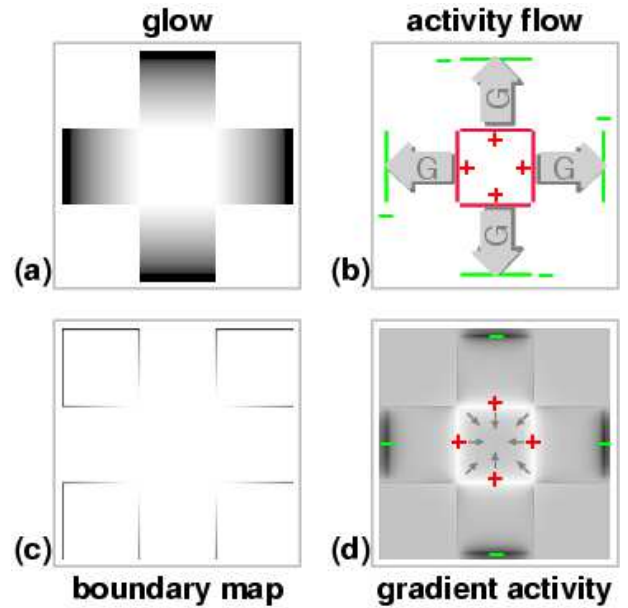 glow
activity flow
G
G
G
G
(a)
(b)
(c)
(d)
boundary map
gradient activity